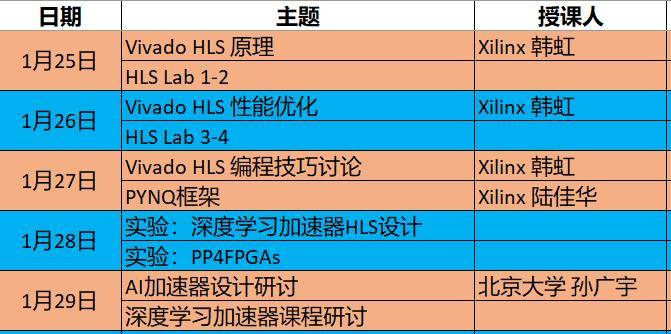 日期 主题 授课人
1月25日 Vivado HLS 原理 Xilinx 韩虹
HLS Lab 1-2
1月26日 Vivado HLS 性能优化 Xilinx 韩虹
HLS Lab 3-4
1月27日 Vivado HLS 编程技巧讨论 Xilinx 韩虹
PYNQ框架 Xilinx 陆佳华
1月28日 实验：深度学习加速器HLS设计
实验：PP4FPGAs
1月29日 AI加速器设计研讨 北京大学 孙广宇
深度学习加速器课程研讨